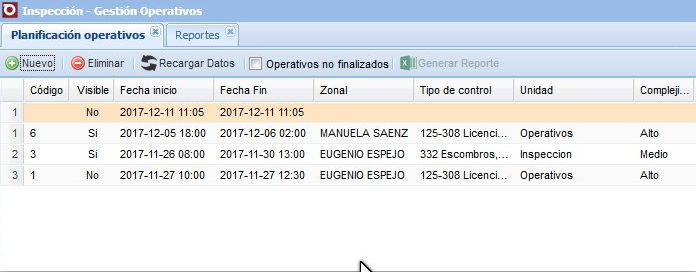 Inspección - Gestión Operativos
Planificación operativos Reportes
Nuevo Eliminar Recargar Datos Operativos no finalizados Generar Reporte
Código Visible Fecha inicio Fecha Fin Zonal Tipo de control Unidad Compleji...
1 No 2017-12-11 11:05 2017-12-11 11:05
1 6 Si 2017-12-05 18:00 2017-12-06 02:00 MANUELA SAENZ 125-308 Licenci... Operativos Alto
2 3 Si 2017-11-26 08:00 2017-11-30 13:00 EUGENIO ESPEJO 332 Escombros,... Inspeccion Medio
3 1 No 2017-11-27 10:00 2017-11-27 12:30 EUGENIO ESPEJO 125-308 Licenci... Operativos Alto